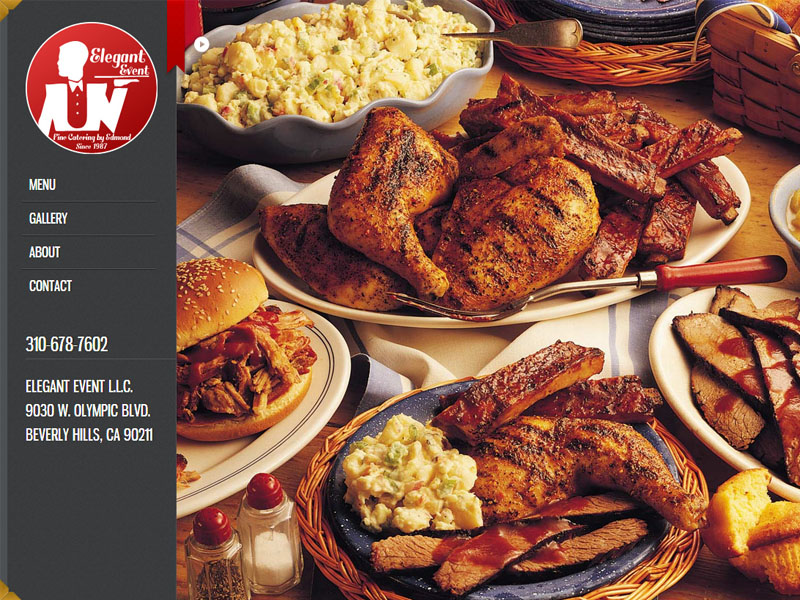 Elegant
Event
Fine Catering by Edmond
Since 1987
MENU
GALLERY
ABOUT
CONTACT
310-678-7602
ELEGANT EVENT L.L.C.
9030 W. OLYMPIC BLVD.
BEVERLY HILLS, CA 90211